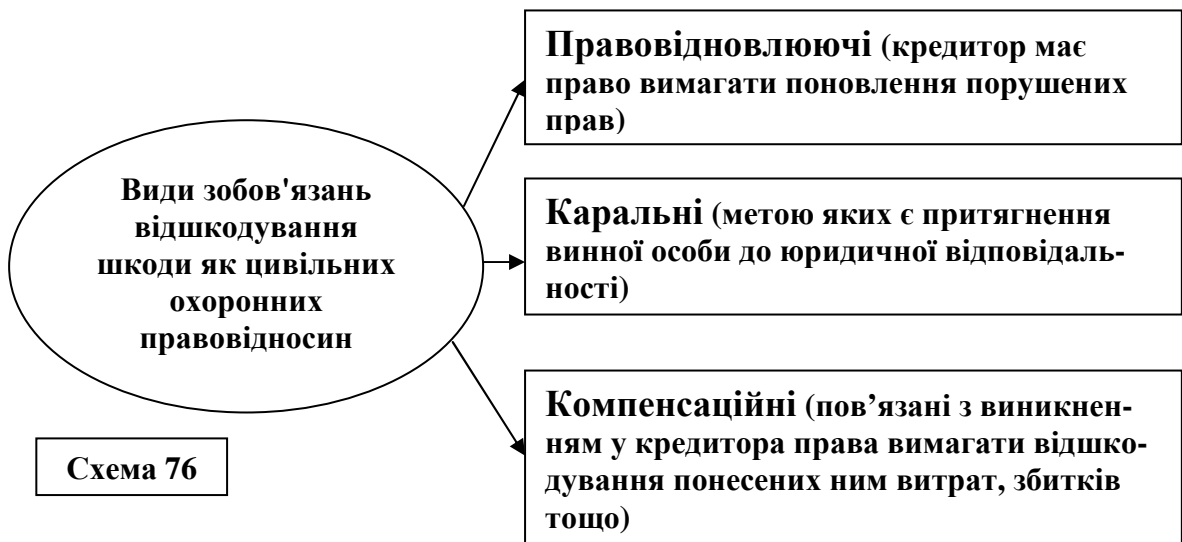 Види зобов'язань
відшкодування
шкоди як цивільних
охоронних
правовідносин
Правовідновлюючі (кредитор має
право вимагати поновлення порушених
прав)
Каральні (метою яких є притягнення
винної особи до юридичної відповідаль-
ності)
Компенсаційні (пов’язані з виникнен-
ням у кредитора права вимагати відшко-
дування понесених ним витрат, збитків
тощо)
Схема 76